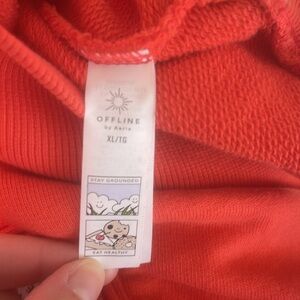 OFFLINE
by Aerie
XL/TG
STAY GROUNDED
EAT HEALTHY